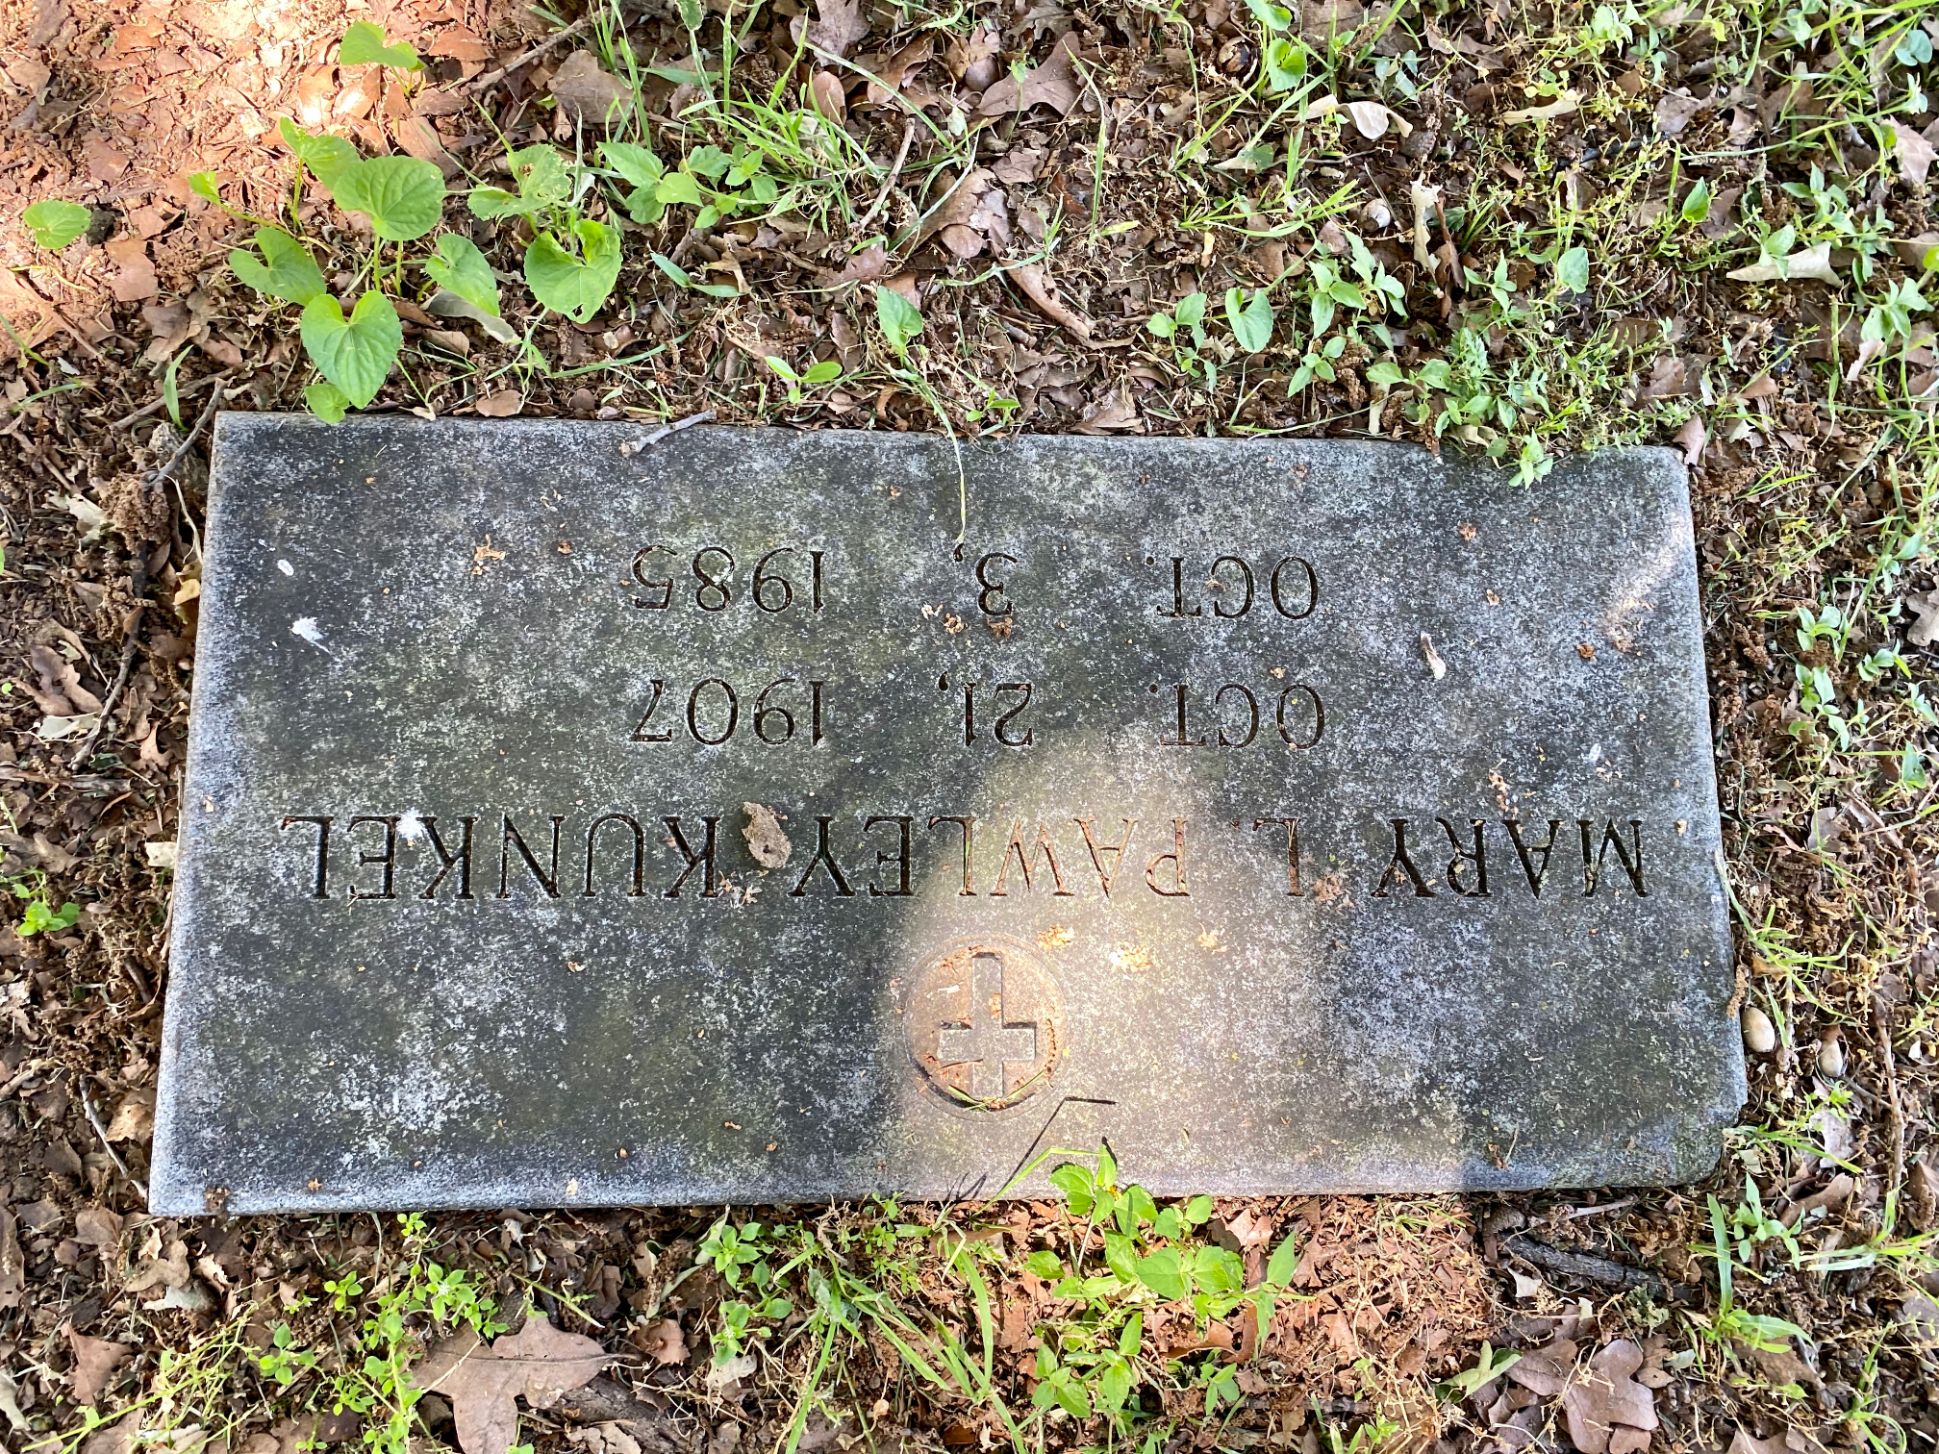 MARY L. PAWLEY KUNKEL
OCT. 21, 1907
OCT. 3, 1985